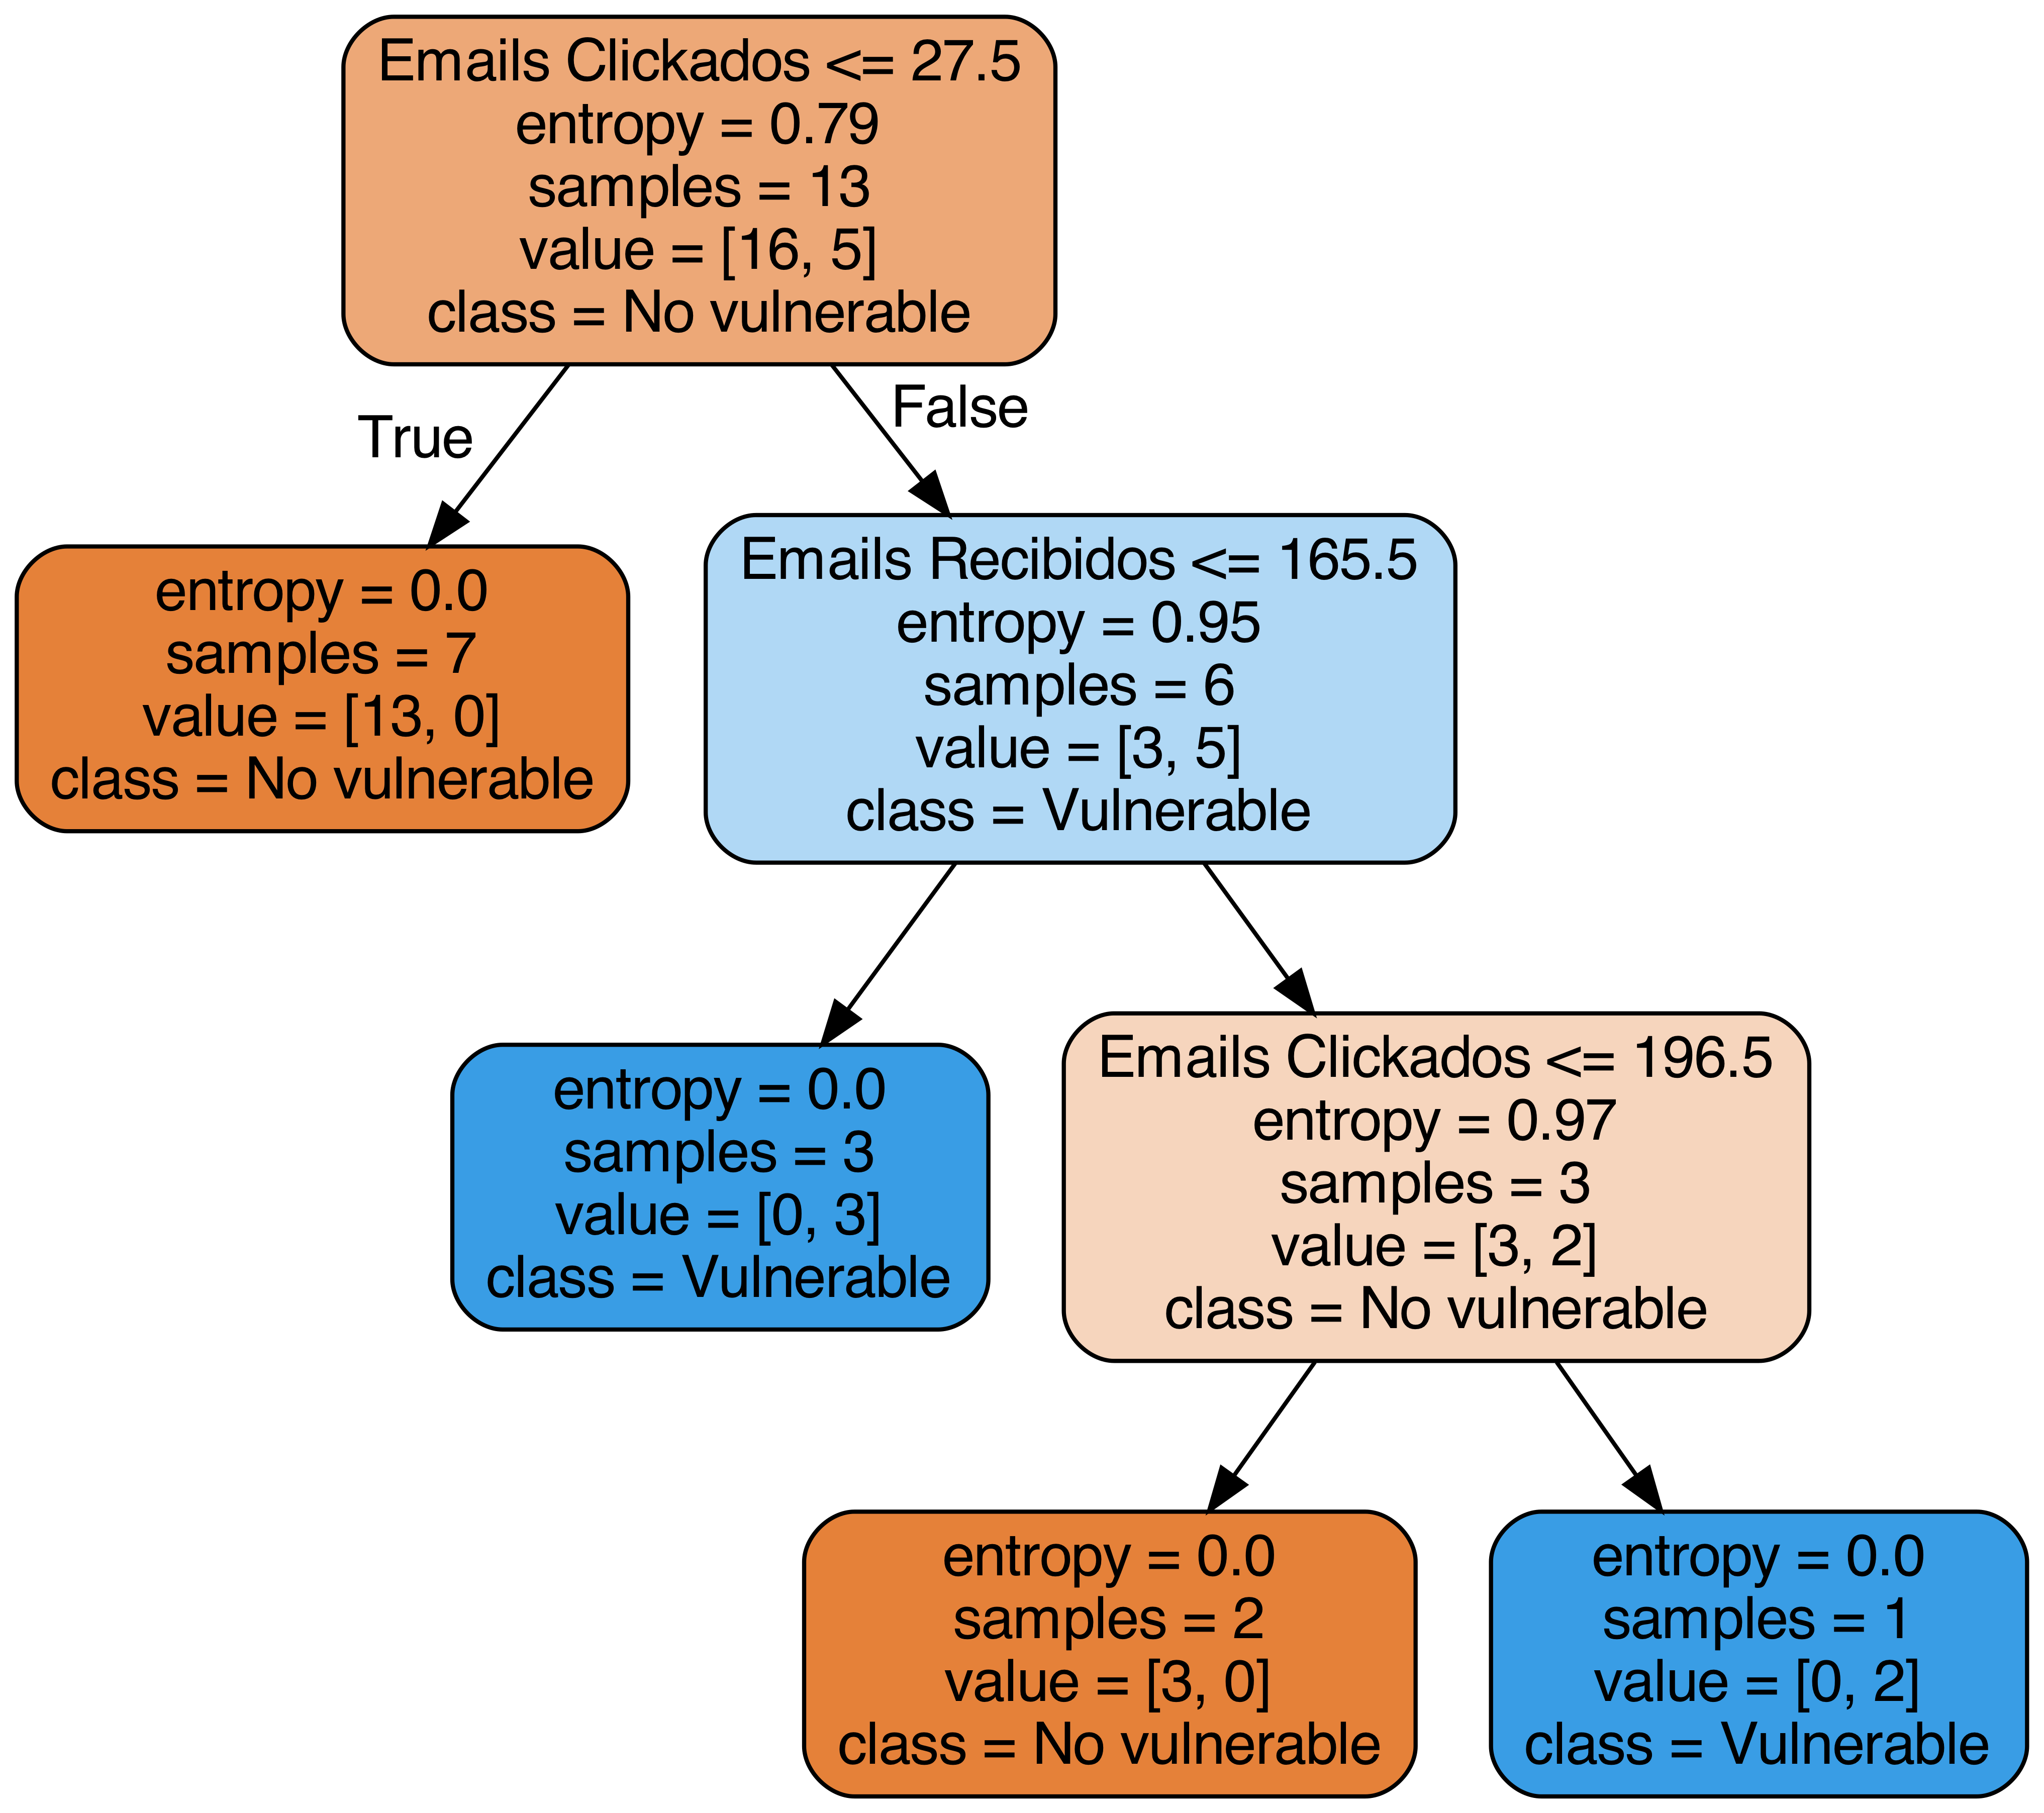 Emails Clickados <= 27.5
entropy = 0.79
samples = 13
value = [16, 5]
class = No vulnerable
True
False
entropy = 0.0
samples = 7
value = [13, 0]
class = No vulnerable
Emails Recibidos <= 165.5
entropy = 0.95
samples = 6
value = [3, 5]
class = Vulnerable
entropy = 0.0
samples = 3
value = [0, 3]
class = Vulnerable
Emails Clickados <= 196.5
entropy = 0.97
samples = 3
value = [3, 2]
class = No vulnerable
entropy = 0.0
samples = 2
value = [3, 0]
class = No vulnerable
entropy = 0.0
samples = 1
value = [0, 2]
class = Vulnerable